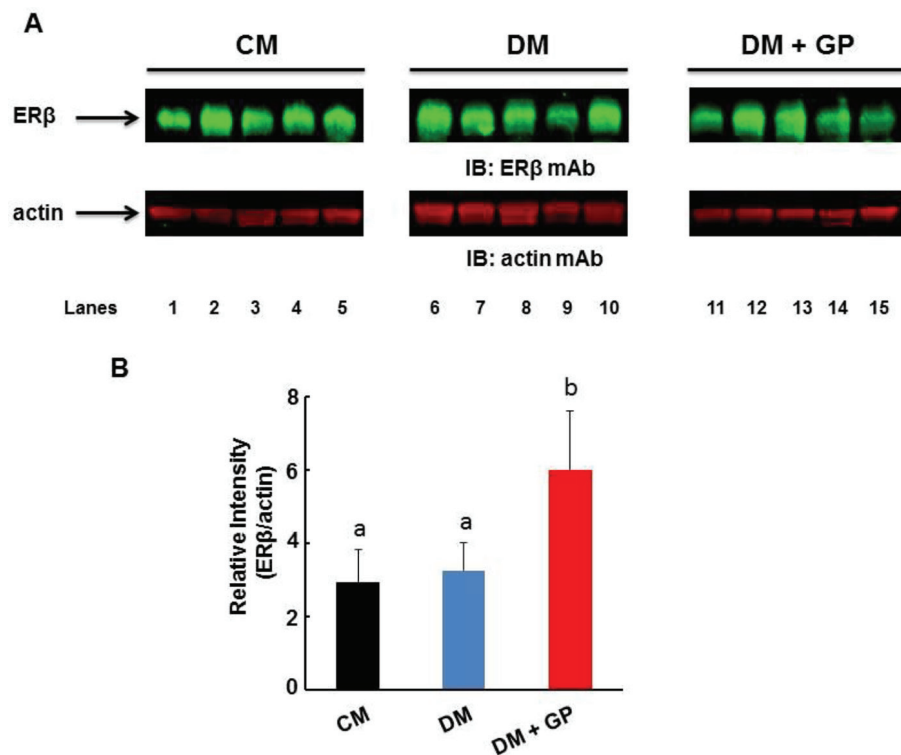 A
CM DM DM + GP
ERβ
IB: ERβ mAb
actin
IB: actin mAb
Lanes 1 2 3 4 5 6 7 8 9 10 11 12 13 14 15
B
Relative Intensity
(ERβ/actin)
8
6
4
2
0
a
a
b
CM
DM
DM + GP